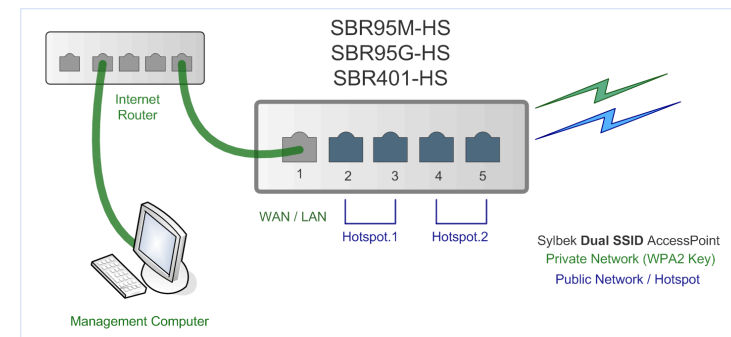 SBR95M-HS
SBR95G-HS
SBR401-HS
Internet
Router
1
2
3
4
5
WAN / LAN
Hotspot.1
Hotspot.2
Sylbek Dual SSID AccessPoint
Private Network (WPA2 Key)
Public Network / Hotspot
Management Computer